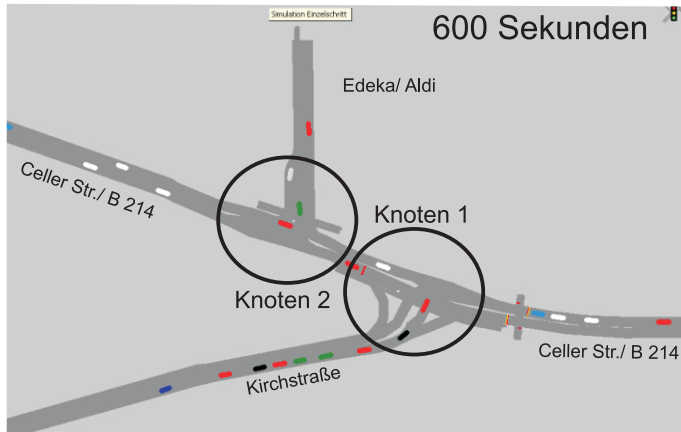 Simulation Einzelschritt
600 Sekunden
Edeka/ Aldi
Celler Str./ B 214
Knoten 1
Knoten 2
Celler Str./ B 214
Kirchstraße